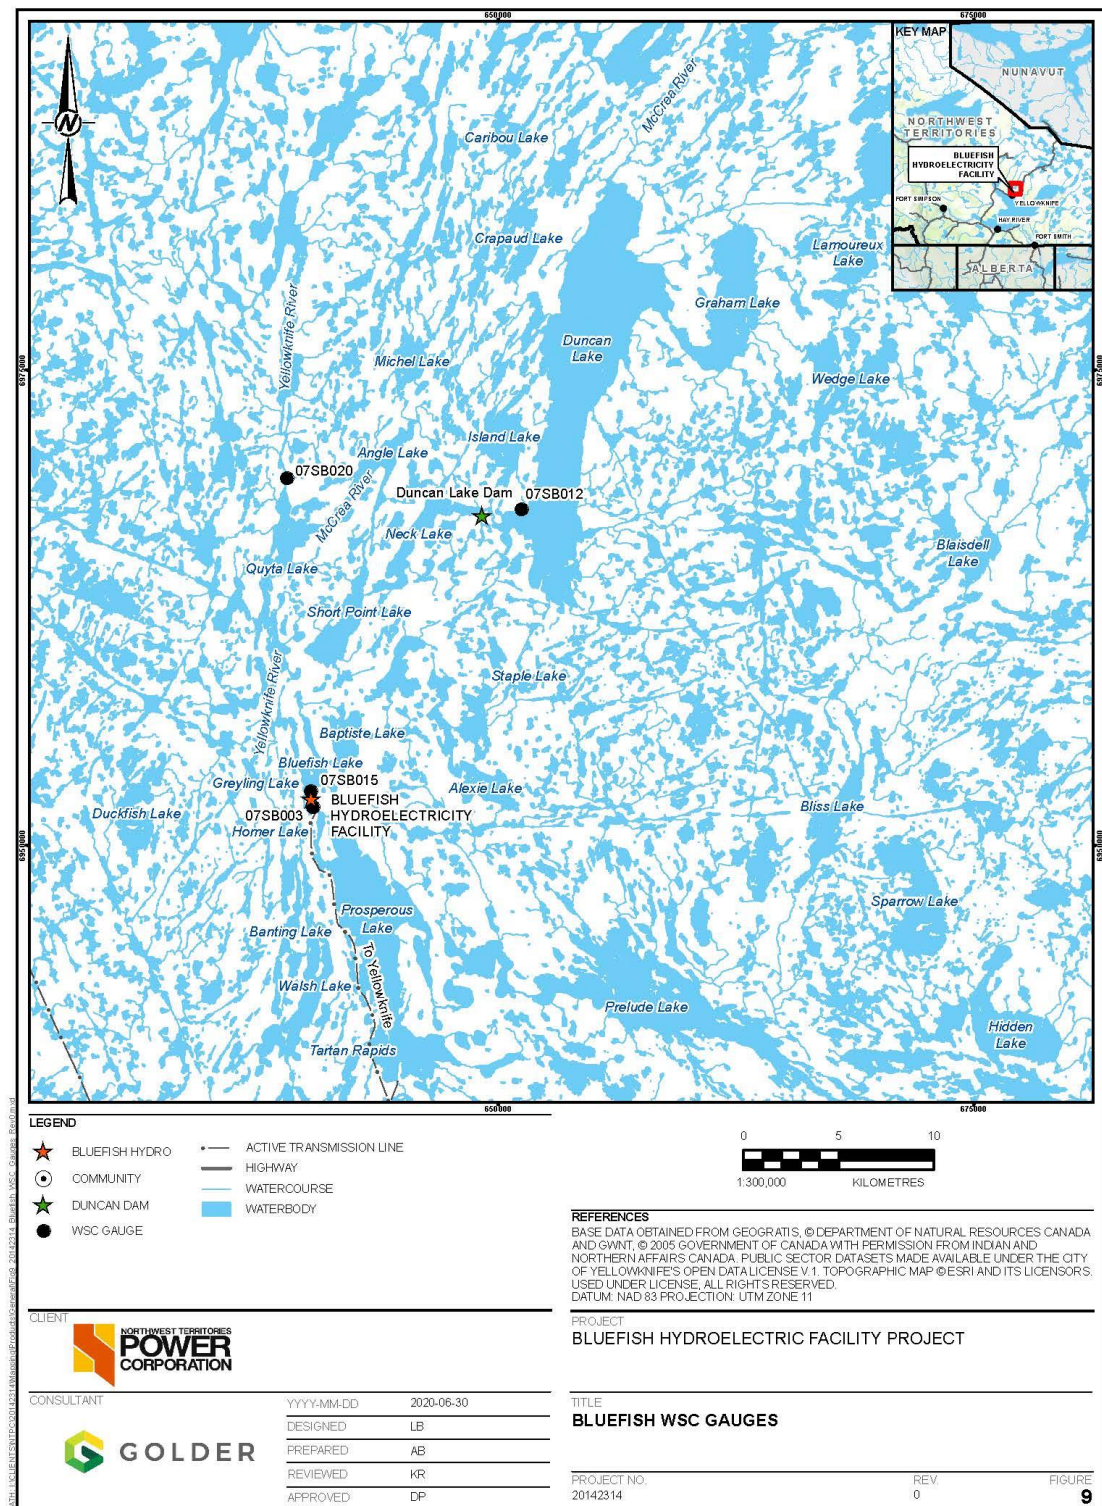 650000
675000
KEY MAP
NUNAVUT
NORTHWEST
TERRITORIES
BLUEFISH
HYDROELECTRICITY
FACILITY
FORT SIMPSON
YELLOWKNIFE
HAY RIVER
FORT SMITH
ALBERTA
N
McCrea River
Caribou Lake
Crapaud Lake
Lamoureux
Lake
Graham Lake
Yellowknife River
Duncan
Lake
Michel Lake
6975000
6975000
Wedge Lake
Island Lake
Angle Lake
07SB020
Duncan Lake Dam
07SB012
McCrea River
Neck Lake
Blaisdell
Lake
Quyta Lake
Short Point Lake
Staple Lake
Yellowknife River
Baptiste Lake
Bluefish Lake
Greyling Lake
07SB015
Alexie Lake
BLUEFISH
HYDROELECTRICITY
FACILITY
Duckfish Lake
07SB003
Bliss Lake
Homer Lake
6950000
6950000
Sparrow Lake
Prosperous
Lake
Banting Lake
To Yellowknife
Walsh Lake
Prelude Lake
Hidden
Lake
Tartan Rapids
650000
675000
LEGEND
BLUEFISH HYDRO
COMMUNITY
DUNCAN DAM
WSC GAUGE
ACTIVE TRANSMISSION LINE
HIGHWAY
WATERCOURSE
WATERBODY
0 5 10
1:300,000 KILOMETRES
REFERENCES
BASE DATA OBTAINED FROM GEOGRATIS, © DEPARTMENT OF NATURAL RESOURCES CANADA
AND GWNT, © 2005 GOVERNMENT OF CANADA WITH PERMISSION FROM INDIAN AND
NORTHERN AFFAIRS CANADA. PUBLIC SECTOR DATASETS MADE AVAILABLE UNDER THE CITY
OF YELLOWKNIFE'S OPEN DATA LICENSE V.1. TOPOGRAPHIC MAP © ESRI AND ITS LICENSORS.
USED UNDER LICENSE, ALL RIGHTS RESERVED.
DATUM: NAD 83 PROJECTION: UTM ZONE 11
CLIENT
NORTHWEST TERRITORIES
POWER
CORPORATION
PROJECT
BLUEFISH HYDROELECTRIC FACILITY PROJECT
CONSULTANT
GOLDER
YYYY-MM-DD 2020-06-30
DESIGNED LB
PREPARED AB
REVIEWED KR
APPROVED DP
TITLE
BLUEFISH WSC GAUGES
PROJECT NO.
20142314
REV.
0
FIGURE
9